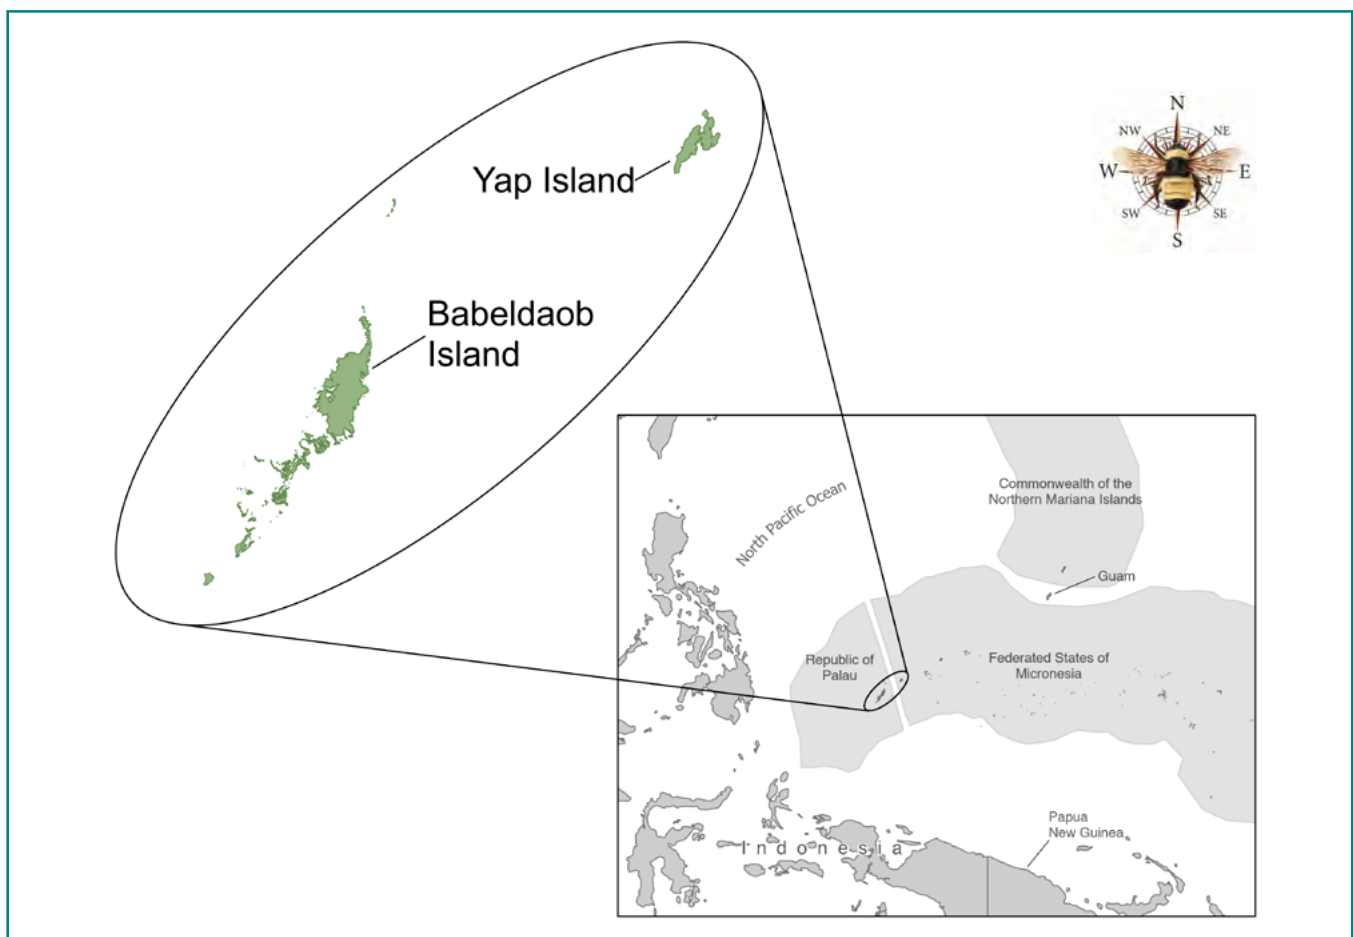 Yap Island
Babeldaob
Island
N
NW
NE
W
E
SW
SE
S
North Pacific Ocean
Commonwealth of the
Northern Mariana Islands
Guam
Republic of
Palau
Federated States of
Micronesia
Papua
New Guinea
Indonesia